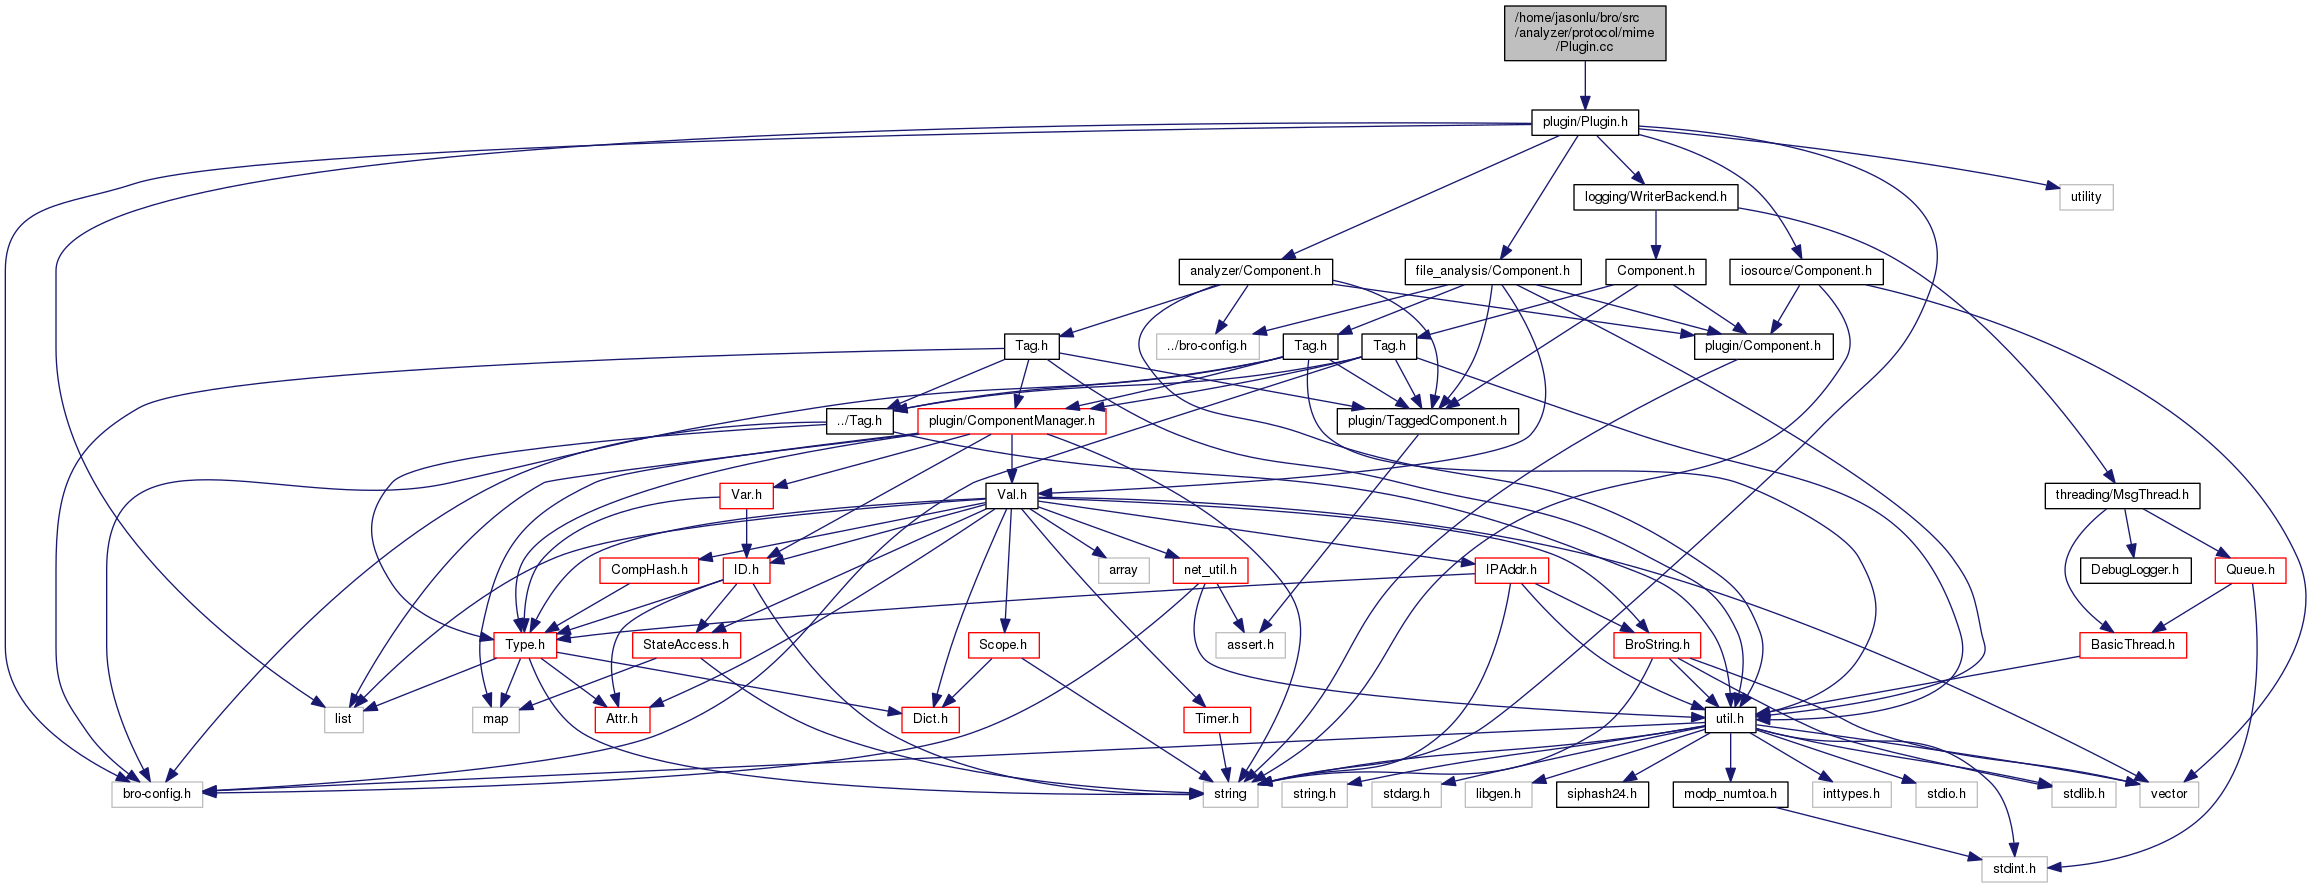 /home/jasonlu/bro/src
/analyzer/protocol/mime
/Plugin.cc
plugin/Plugin.h
logging/WriterBackend.h
utility
analyzer/Component.h
file_analysis/Component.h
Component.h
iosource/Component.h
Tag.h
../bro-config.h
Tag.h
Tag.h
plugin/Component.h
../Tag.h
plugin/ComponentManager.h
plugin/TaggedComponent.h
Var.h
Val.h
threading/MsgThread.h
CompHash.h
ID.h
array
net_util.h
IPAddr.h
DebugLogger.h
Queue.h
Type.h
StateAccess.h
Scope.h
assert.h
BroString.h
BasicThread.h
list
map
Attr.h
Dict.h
Timer.h
util.h
bro-config.h
string
string.h
stdarg.h
libgen.h
siphash24.h
modp_numtoa.h
inttypes.h
stdio.h
stdlib.h
vector
stdint.h